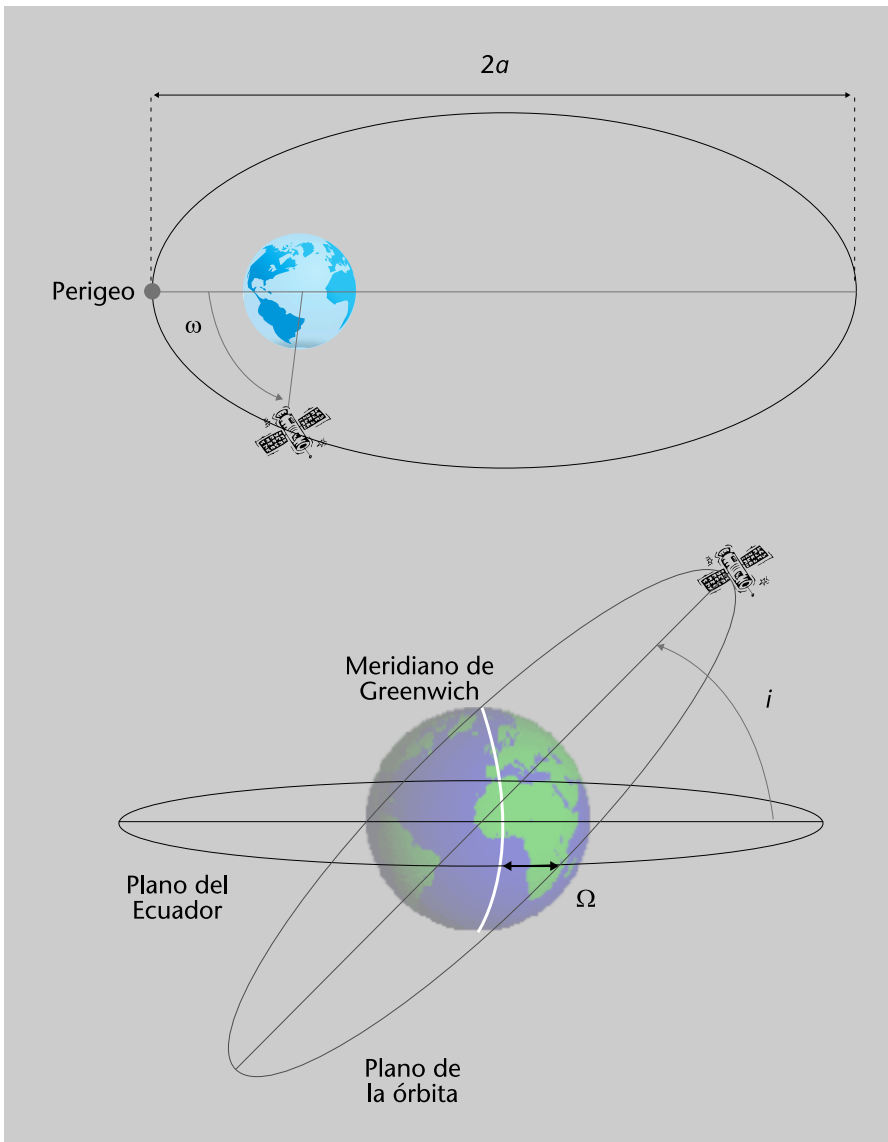 2a
Perigeo
ω
Meridiano de
Greenwich
i
Plano del
Ecuador
Ω
Plano de
la órbita